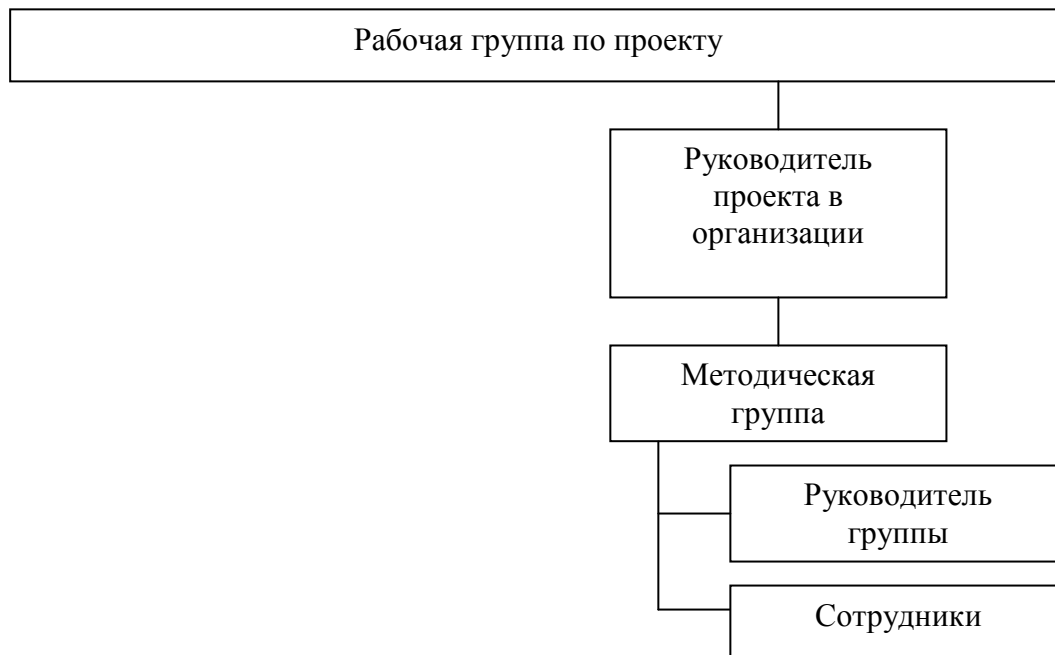 Рабочая группа по проекту
Руководитель
проекта в
организации
Методическая
группа
Руководитель
группы
Сотрудники